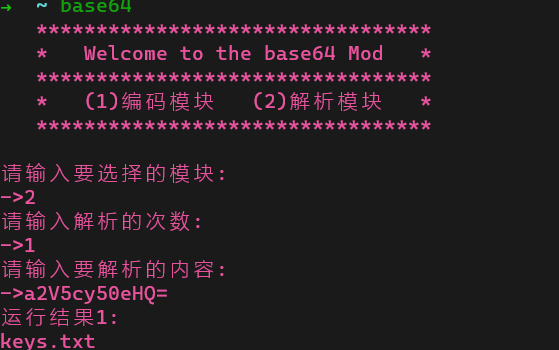 → ~ base64
*********************************
* Welcome to the base64 Mod *
*********************************
* (1)编码模块 (2)解析模块 *
*********************************
请输入要选择的模块:
->2
请输入解析的次数:
->1
请输入要解析的内容:
->a2V5cy50eHQ=
运行结果1:
keys.txt